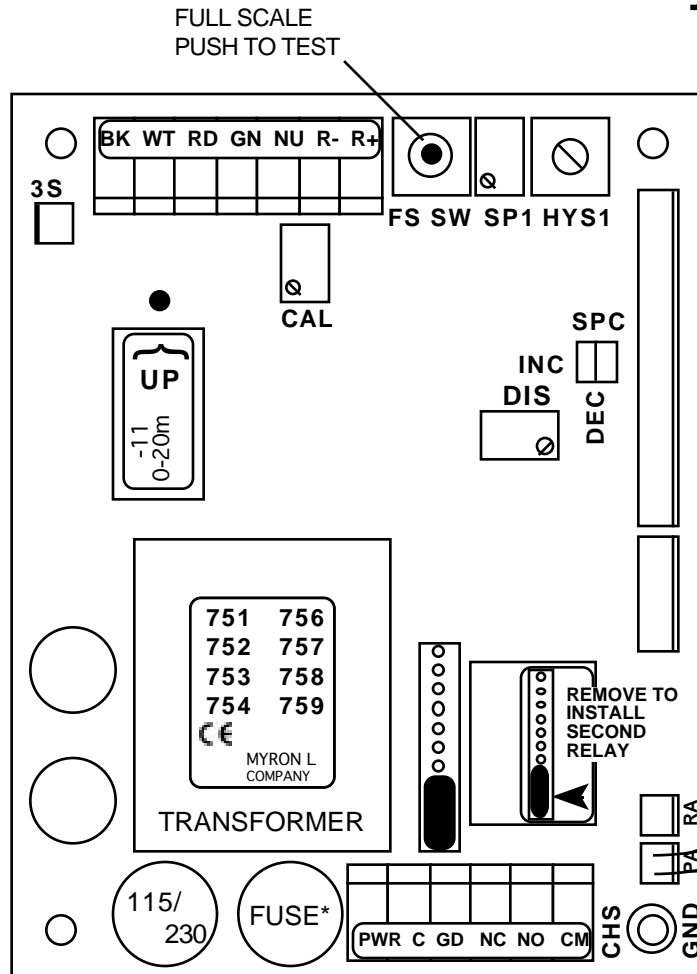 FULL SCALE
PUSH TO TEST
BK WT RD GN NU R- R+
3S
FS SW SP1 HYS1
CAL
SPC
INC
DIS
DEC
UP
-11
0-20m
751 756
752 757
753 758
754 759
CE
MYRON L
COMPANY
TRANSFORMER
REMOVE TO
INSTALL
SECOND
RELAY
RA
PA
115/
230
FUSE*
PWR C GD NC NO CM
CHS
GND